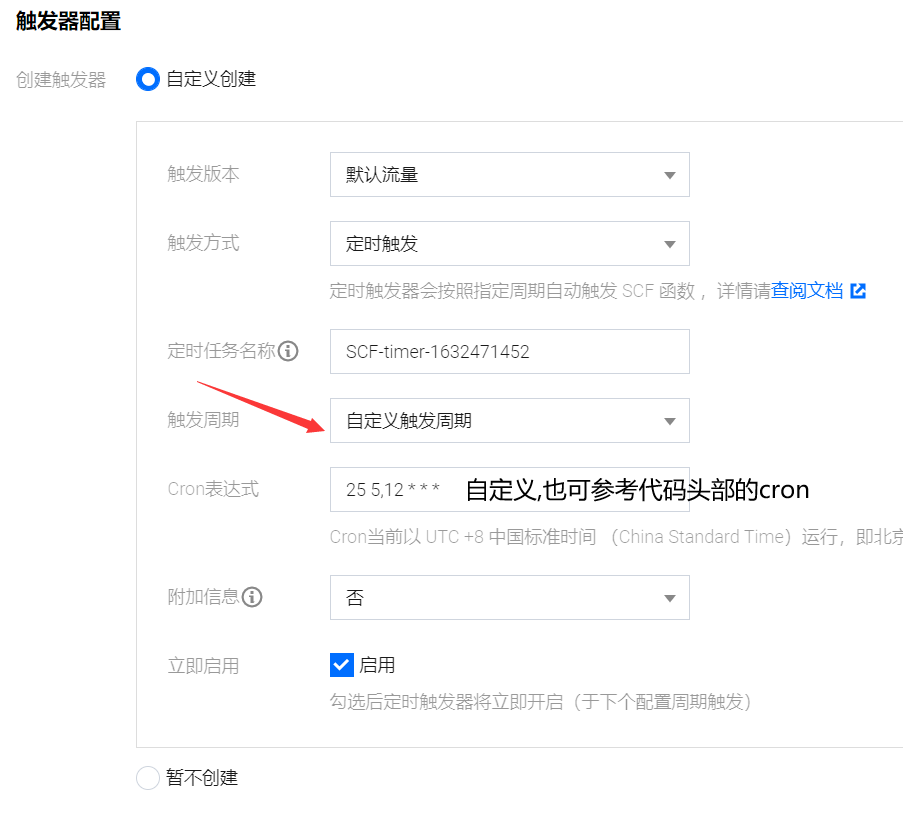 触发器配置
创建触发器 自定义创建
触发版本 默认流量
触发方式 定时触发
定时触发器会按照指定周期自动触发 SCF 函数 ，详情请查阅文档
定时任务名称 SCF-timer-1632471452
触发周期 自定义触发周期
Cron表达式 25 5,12 * * * 自定义,也可参考代码头部的cron
Cron当前以 UTC +8 中国标准时间 （China Standard Time）运行，即北京
附加信息 否
立即启用 启用
勾选后定时触发器将立即开启（于下个配置周期触发）
暂不创建